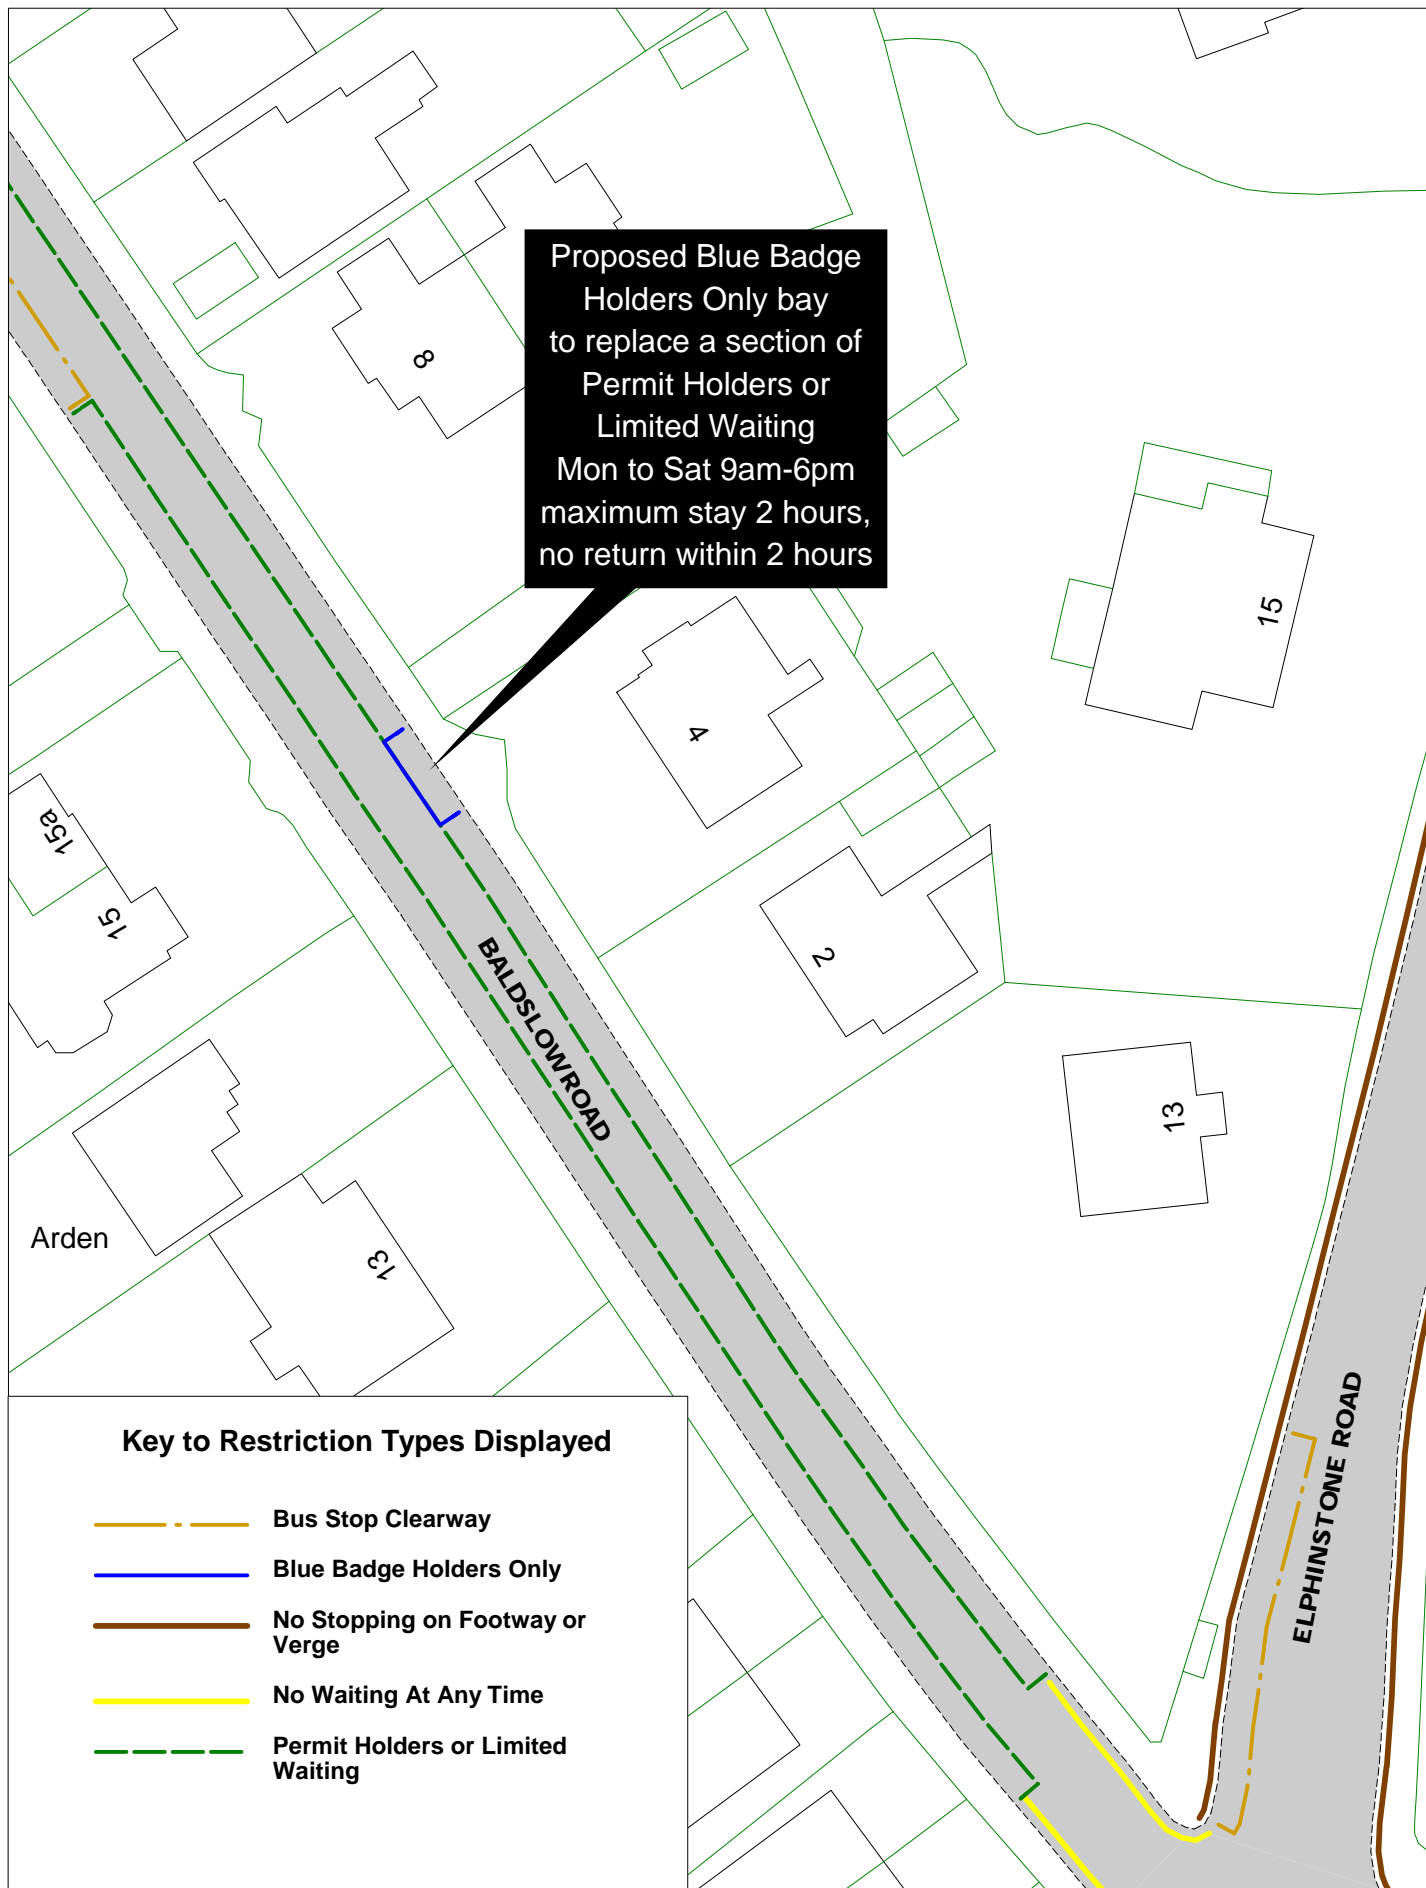 Proposed Blue Badge
Holders Only bay
to replace a section of
Permit Holders or
Limited Waiting
Mon to Sat 9am-6pm
maximum stay 2 hours,
no return within 2 hours
8
15
4
15a
15
2
BALDSLOWROAD
13
Arden
13
ELPHINSTONE ROAD
Key to Restriction Types Displayed
Bus Stop Clearway
Blue Badge Holders Only
No Stopping on Footway or
Verge
No Waiting At Any Time
Permit Holders or Limited
Waiting